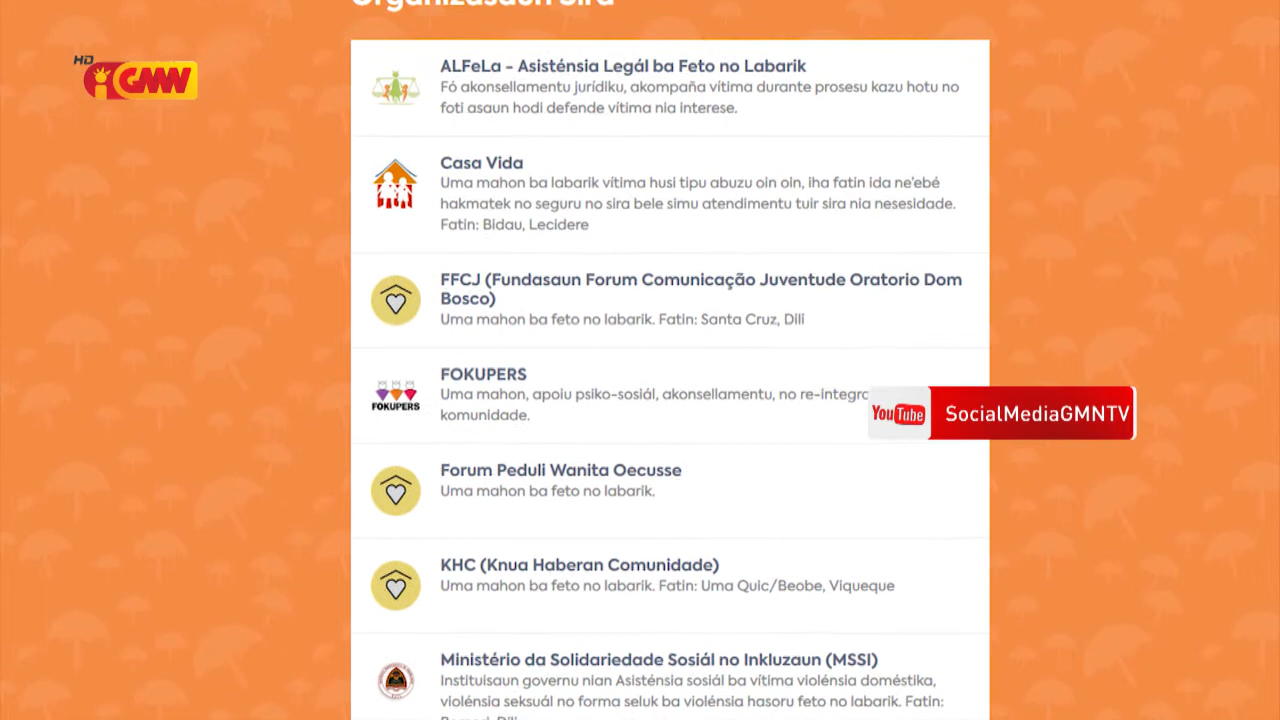 Organizasaun Sira
HD
GMN
ALFeLa - Asisténsia Legál ba Feto no Labarik
Fó akonsellamentu jurídiku, akompaña vítima durante prosesu kazu hotu no
foti asaun hodi defende vítima nia interese.
Casa Vida
Uma mahon ba labarik vítima husi tipu abuzu oin oin, iha fatin ida ne'ebé
hakmatek no seguru no sira bele simu atendimentu tuir sira nia nesesidade.
Fatin: Bidau, Lecidere
FFCJ (Fundasaun Forum Comunicação Juventude Oratorio Dom
Bosco)
Uma mahon ba feto no labarik. Fatin: Santa Cruz, Dili
FOKUPERS
FOKUPERS
Uma mahon, apoiu psiko-sosiál, akonsellamentu, no re-integra
komunidade.
YouTube SocialMediaGMNTV
Forum Peduli Wanita Oecusse
Uma mahon ba feto no labarik.
KHC (Knua Haberan Comunidade)
Uma mahon ba feto no labarik. Fatin: Uma Quic/Beobe, Viqueque
Ministério da Solidariedade Sosiál no Inkluzaun (MSSI)
Instituisaun governu nian Asisténsia sosiál ba vítima violénsia doméstika,
violénsia seksuál no forma seluk ba violénsia hasoru feto no labarik. Fatin: